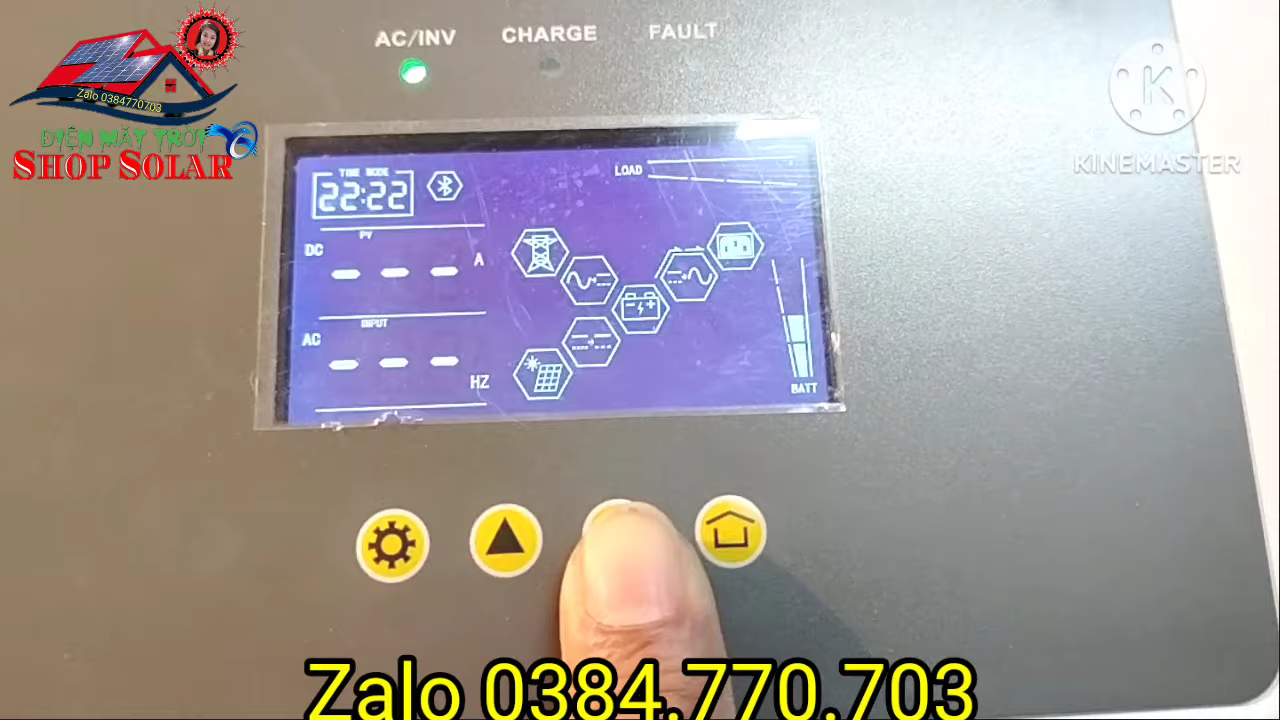 AC/INV
CHARGE
FAULT
Zalo 0384770703
ĐIỆN MẶT TRỜI
SHOP SOLAR
KINEMASTER
TIME MODE
22:22
LOAD
PV
DC
- - -
A
INPUT
AC
- - -
HZ
BATT
Zalo 0384.770.703